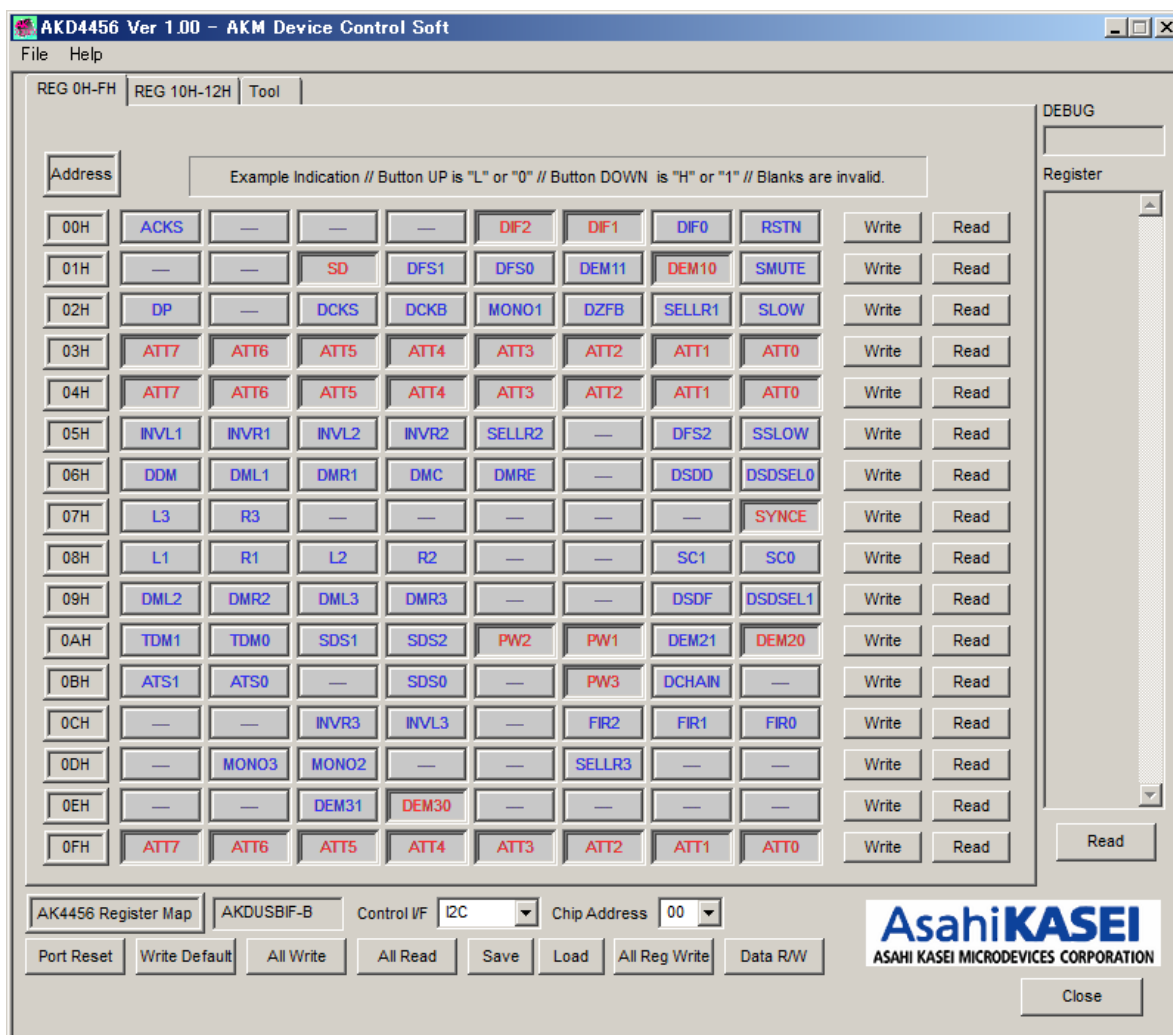 AKD4456 Ver 1.00 - AKM Device Control Soft
File Help
REG 0H-FH REG 10H-12H Tool
DEBUG
Address Example Indication // Button UP is "L" or "0" // Button DOWN is "H" or "1" // Blanks are invalid. Register
00H ACKS — — — DIF2 DIF1 DIF0 RSTN Write Read
01H — — SD DFS1 DFS0 DEM11 DEM10 SMUTE Write Read
02H DP — DCKS DCKB MONO1 DZFB SELLR1 SLOW Write Read
03H ATT7 ATT6 ATT5 ATT4 ATT3 ATT2 ATT1 ATT0 Write Read
04H ATT7 ATT6 ATT5 ATT4 ATT3 ATT2 ATT1 ATT0 Write Read
05H INVL1 INVR1 INVL2 INVR2 SELLR2 — DFS2 SSLOW Write Read
06H DDM DML1 DMR1 DMC DMRE — DSDD DSDSEL0 Write Read
07H L3 R3 — — — — — SYNCE Write Read
08H L1 R1 L2 R2 — — SC1 SC0 Write Read
09H DML2 DMR2 DML3 DMR3 — — DSDF DSDSEL1 Write Read
0AH TDM1 TDM0 SDS1 SDS2 PW2 PW1 DEM21 DEM20 Write Read
0BH ATS1 ATS0 — SDS0 — PW3 DCHAIN — Write Read
0CH — — INVR3 INVL3 — FIR2 FIR1 FIR0 Write Read
0DH — MONO3 MONO2 — — SELLR3 — — Write Read
0EH — — DEM31 DEM30 — — — — Write Read
0FH ATT7 ATT6 ATT5 ATT4 ATT3 ATT2 ATT1 ATT0 Write Read
Read
AK4456 Register Map AKDUSBIF-B Control I/F I2C Chip Address 00
AsahiKASEI
ASAHI KASEI MICRODEVICES CORPORATION
Port Reset Write Default All Write All Read Save Load All Reg Write Data R/W
Close